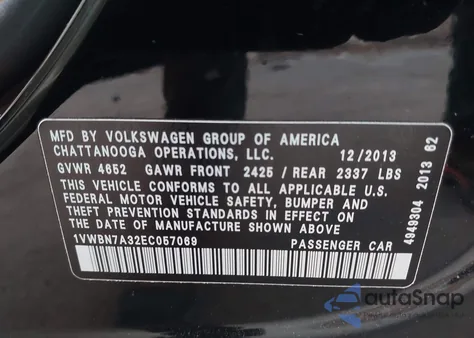 MFD BY VOLKSWAGEN GROUP OF AMERICA
CHATTANOOGA OPERATIONS, LLC. 12/2013
GVWR 4652 GAWR FRONT 2425 / REAR 2337 LBS
THIS VEHICLE CONFORMS TO ALL APPLICABLE U.S.
FEDERAL MOTOR VEHICLE SAFETY, BUMPER AND
THEFT PREVENTION STANDARDS IN EFFECT ON
THE DATE OF MANUFACTURE SHOWN ABOVE.
1VWBN7A32EC057069 PASSENGER CAR
4949304 2013 62
autoSnap